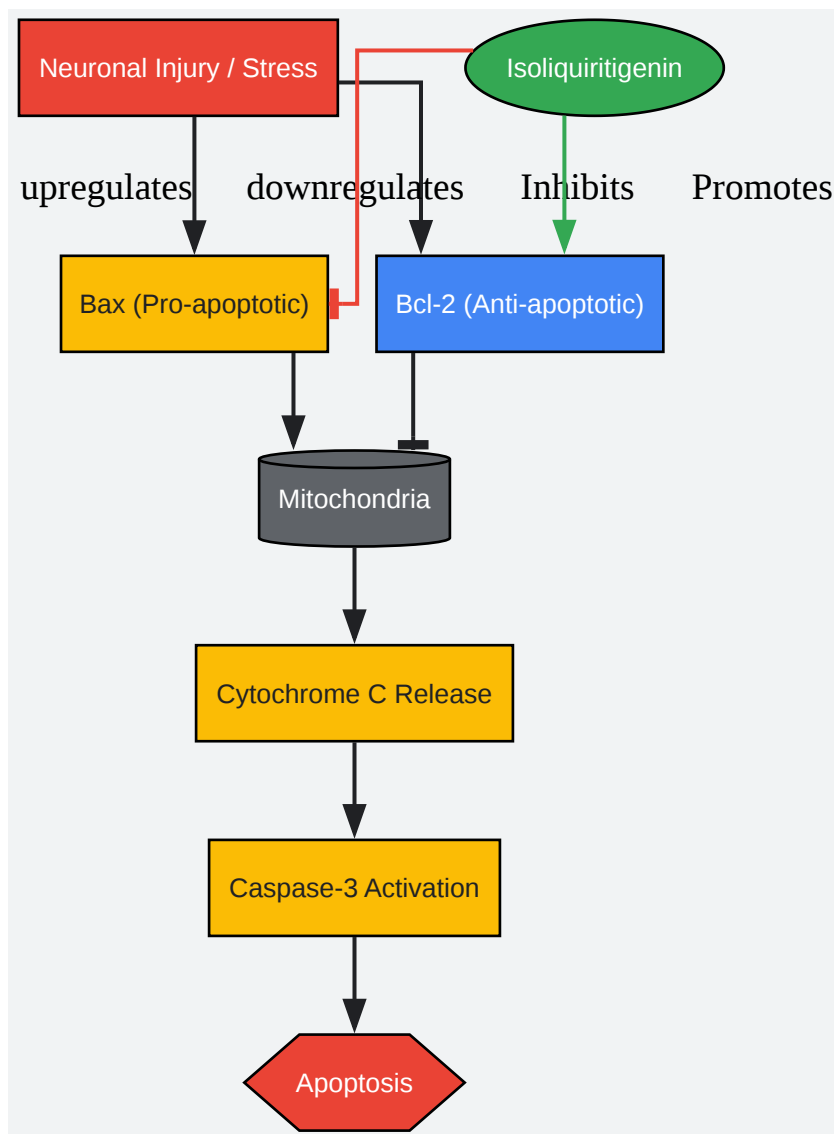 Neuronal Injury / Stress
Isoliquiritigenin
upregulates
downregulates
Inhibits
Promotes
Bax (Pro-apoptotic)
Bcl-2 (Anti-apoptotic)
Mitochondria
Cytochrome C Release
Caspase-3 Activation
Apoptosis